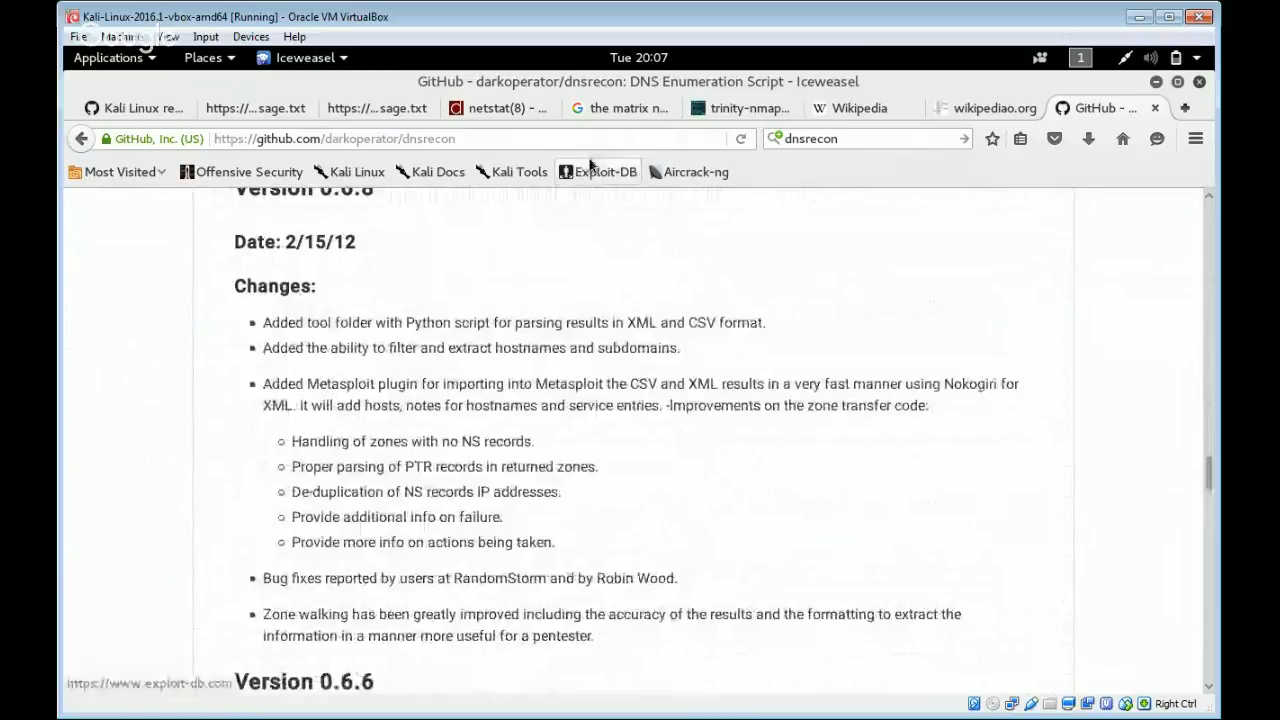 Kali-Linux-2016.1-vbox-amd64 [Running] - Oracle VM VirtualBox
File Machine View Input Devices Help
Google
Applications Places Iceweasel Tue 20:07 1
GitHub - darkoperator/dnsrecon: DNS Enumeration Script - Iceweasel
Kali Linux re... https://...sage.txt https://...sage.txt netstat(8) - ... the matrix n... trinity-nmap... Wikipedia wikipediao.org GitHub - ...
GitHub, Inc. (US) https://github.com/darkoperator/dnsrecon dnsrecon
Most Visited Offensive Security Kali Linux Kali Docs Kali Tools Exploit-DB Aircrack-ng
Version 0.6.8
Date: 2/15/12
Changes:
Added tool folder with Python script for parsing results in XML and CSV format.
Added the ability to filter and extract hostnames and subdomains.
Added Metasploit plugin for importing into Metasploit the CSV and XML results in a very fast manner using Nokogiri for
XML. It will add hosts, notes for hostnames and service entries. -Improvements on the zone transfer code:
Handling of zones with no NS records.
Proper parsing of PTR records in returned zones.
De-duplication of NS records IP addresses.
Provide additional info on failure.
Provide more info on actions being taken.
Bug fixes reported by users at RandomStorm and by Robin Wood.
Zone walking has been greatly improved including the accuracy of the results and the formatting to extract the
information in a manner more useful for a pentester.
https://www.exploit-db.com Version 0.6.6
Right Ctrl